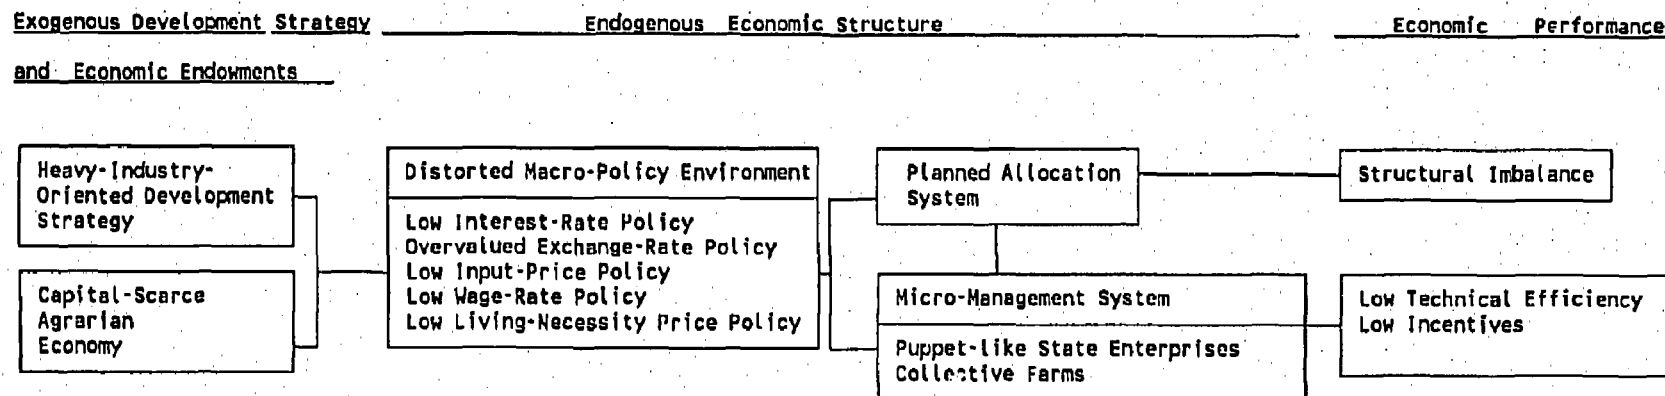 Exogenous Development Strategy
and Economic Endowments
Endogenous Economic Structure
Economic Performance
Heavy-Industry-
Oriented Development
Strategy
Capital-Scarce
Agrarian
Economy
Distorted Macro-Policy Environment
Low Interest-Rate Policy
Overvalued Exchange-Rate Policy
Low Input-Price Policy
Low Wage-Rate Policy
Low Living-Necessity Price Policy
Planned Allocation
System
Micro-Management System
Puppet-like State Enterprises
Collective Farms
Structural Imbalance
Low Technical Efficiency
Low Incentives